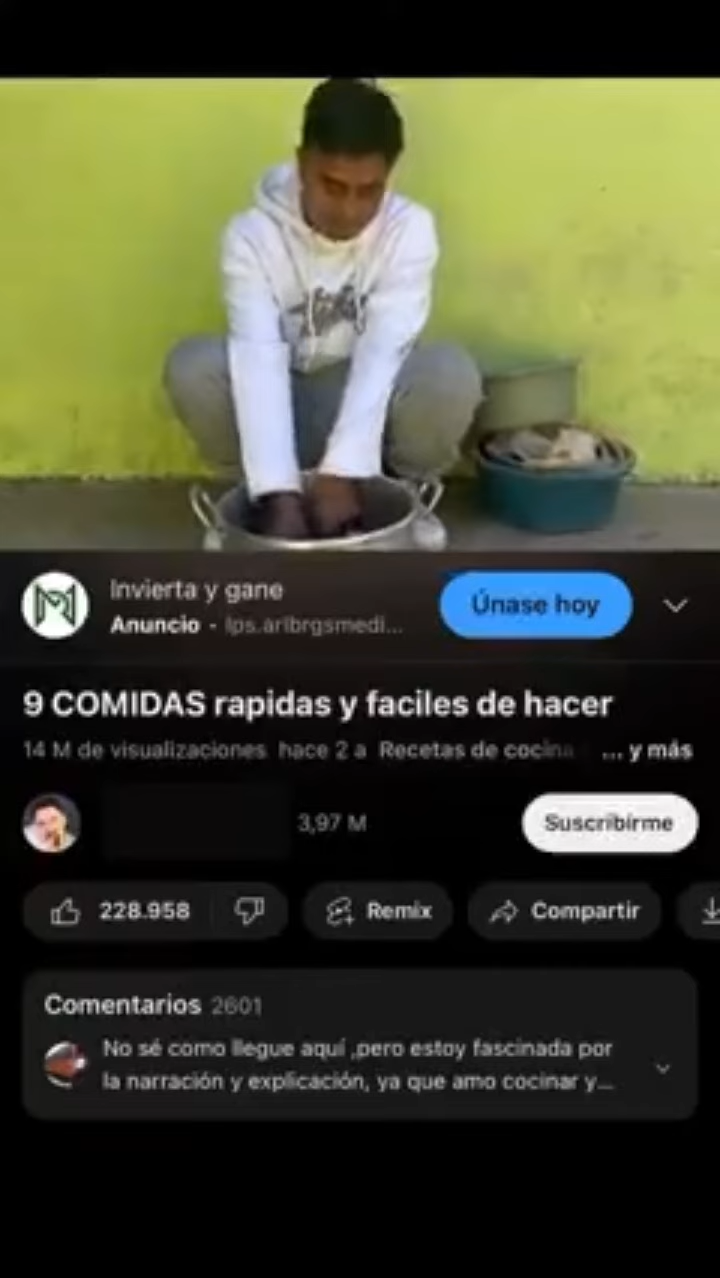 Invierta y gane
Únase hoy
Anuncio · lps.arlbrgsmedi...
9 COMIDAS rapidas y faciles de hacer
14 M de visualizaciones hace 2 a Recetas de cocina ... y más
3,97 M
Suscribirme
228.958
Remix
Compartir
Comentarios 2601
No sé como llegue aquí ,pero estoy fascinada por
la narración y explicación, ya que amo cocinar y...